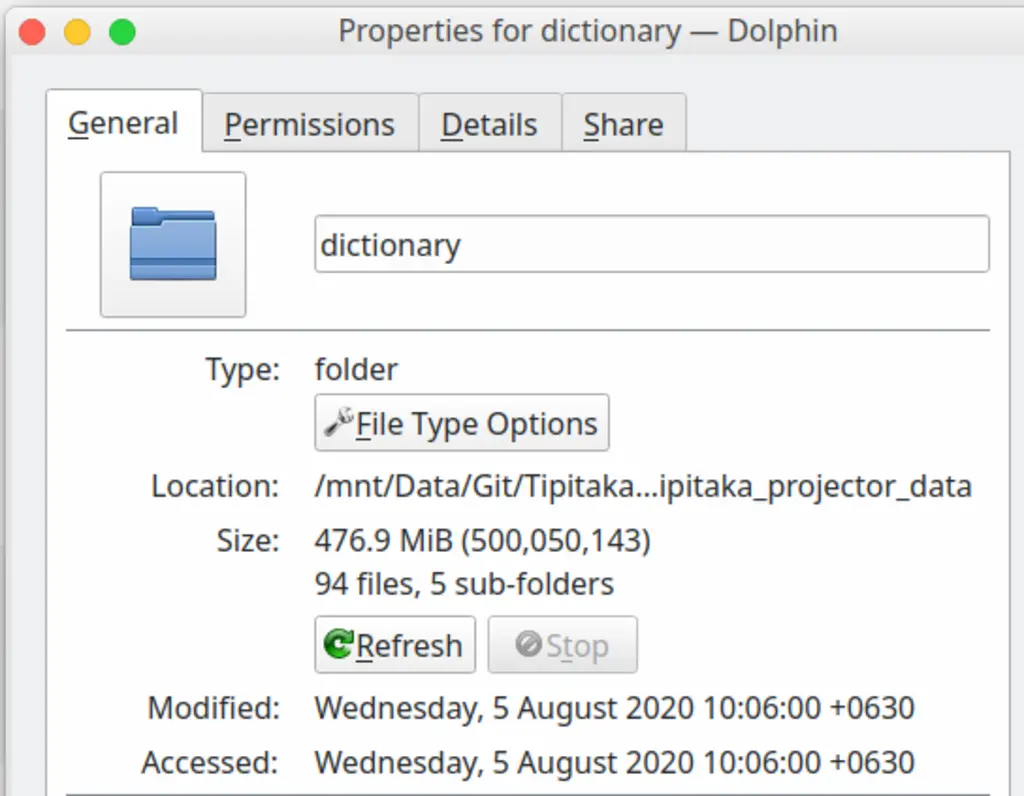 Properties for dictionary — Dolphin
General Permissions Details Share
dictionary
Type: folder
File Type Options
Location: /mnt/Data/Git/Tipitaka...ipitaka_projector_data
Size: 476.9 MiB (500,050,143)
94 files, 5 sub-folders
Refresh Stop
Modified: Wednesday, 5 August 2020 10:06:00 +0630
Accessed: Wednesday, 5 August 2020 10:06:00 +0630